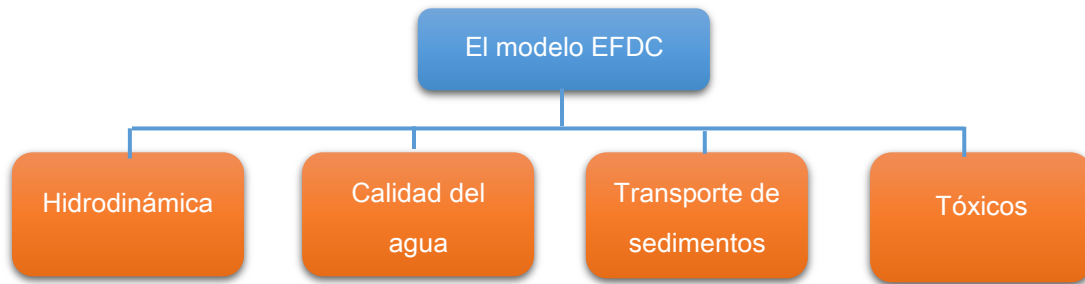 El modelo EFDC
Hidrodinámica
Calidad del
agua
Transporte de
sedimentos
Tóxicos